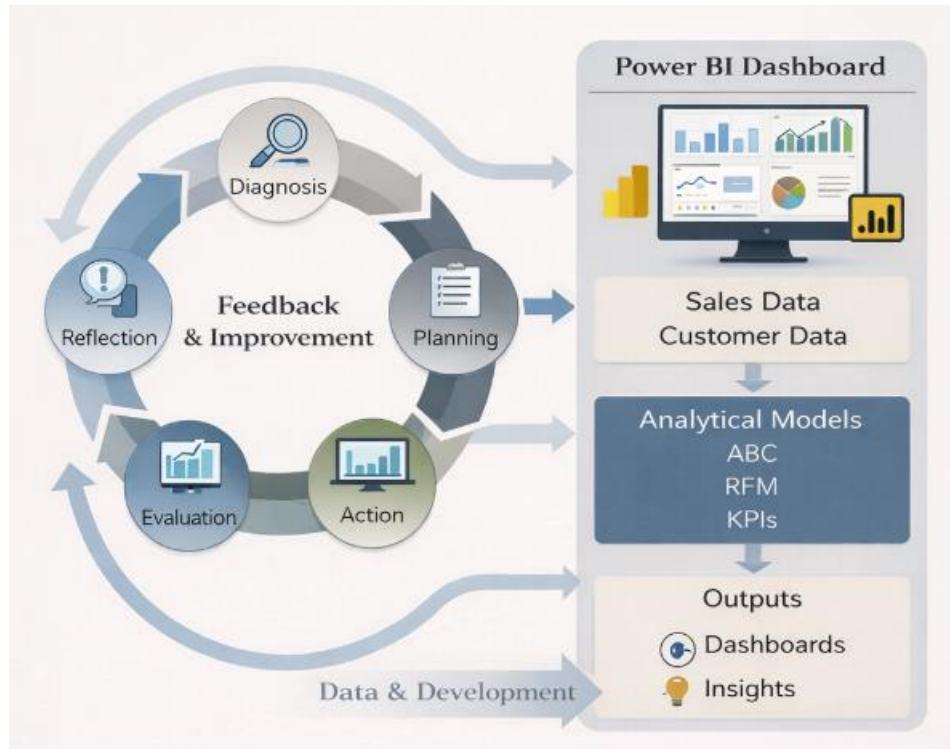 Power BI Dashboard
Diagnosis
Reflection
Feedback
& Improvement
Planning
Evaluation
Action
Sales Data
Customer Data
Analytical Models
ABC
RFM
KPIs
Outputs
Dashboards
Insights
Data & Development